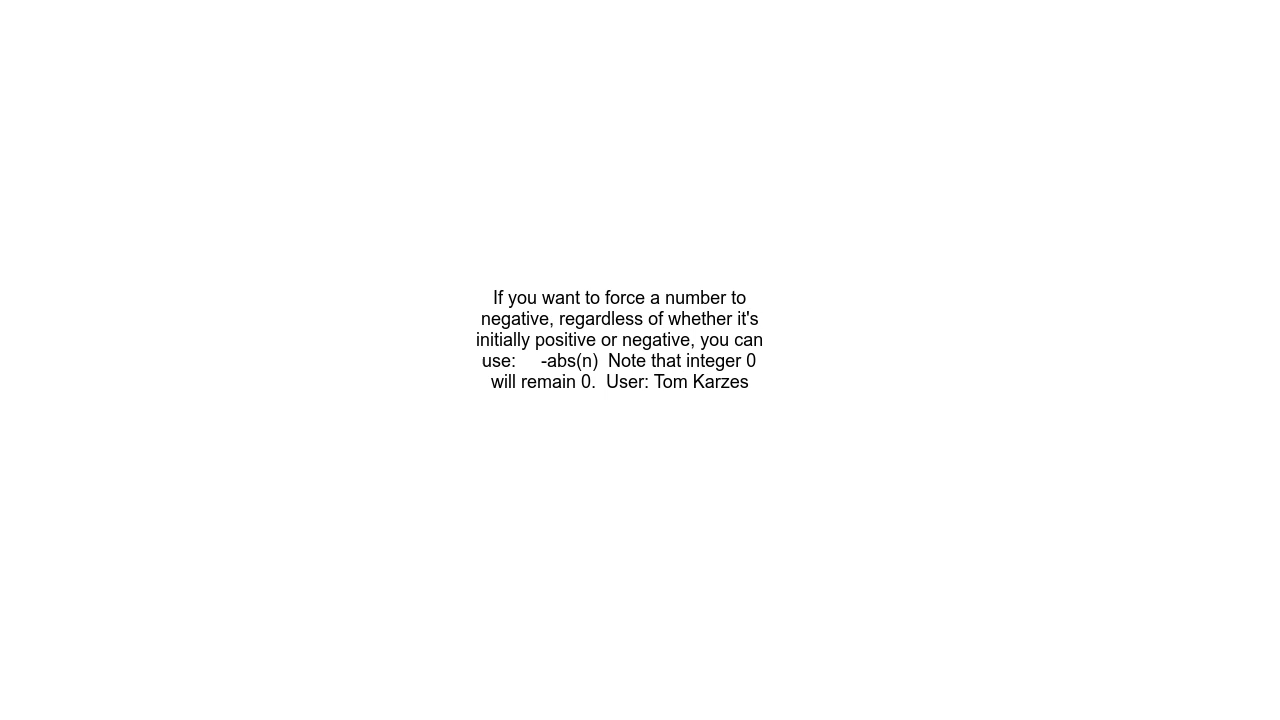 If you want to force a number to
negative, regardless of whether it's
initially positive or negative, you can
use:     -abs(n)  Note that integer 0
will remain 0.  User: Tom Karzes